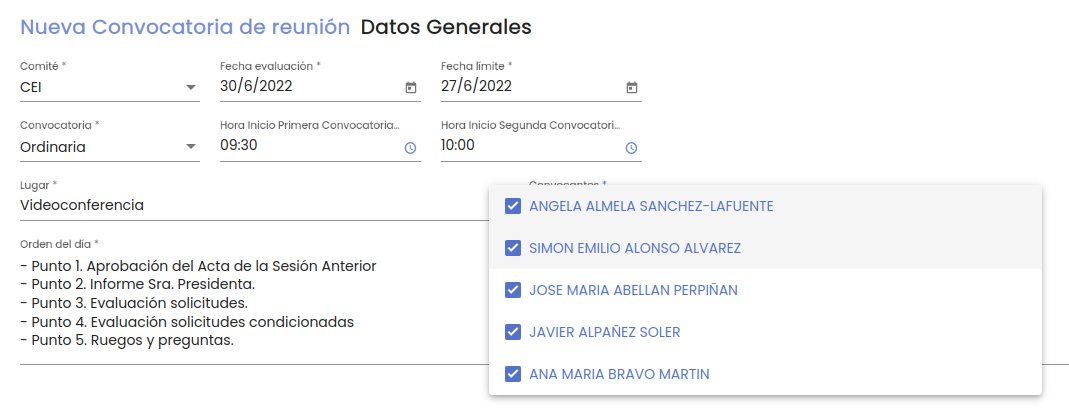 Nueva Convocatoria de reunión Datos Generales
Comité * Fecha evaluación * Fecha límite *
CEI 30/6/2022 27/6/2022
Convocatoria * Hora Inicio Primera Convocatoria... Hora Inicio Segunda Convocatori...
Ordinaria 09:30 10:00
Lugar * Convocantes *
Videoconferencia
ANGELA ALMELA SANCHEZ-LAFUENTE
SIMON EMILIO ALONSO ALVAREZ
JOSE MARIA ABELLAN PERPIÑAN
JAVIER ALPAÑEZ SOLER
ANA MARIA BRAVO MARTIN
Orden del día *
- Punto 1. Aprobación del Acta de la Sesión Anterior
- Punto 2. Informe Sra. Presidenta.
- Punto 3. Evaluación solicitudes.
- Punto 4. Evaluación solicitudes condicionadas
- Punto 5. Ruegos y preguntas.